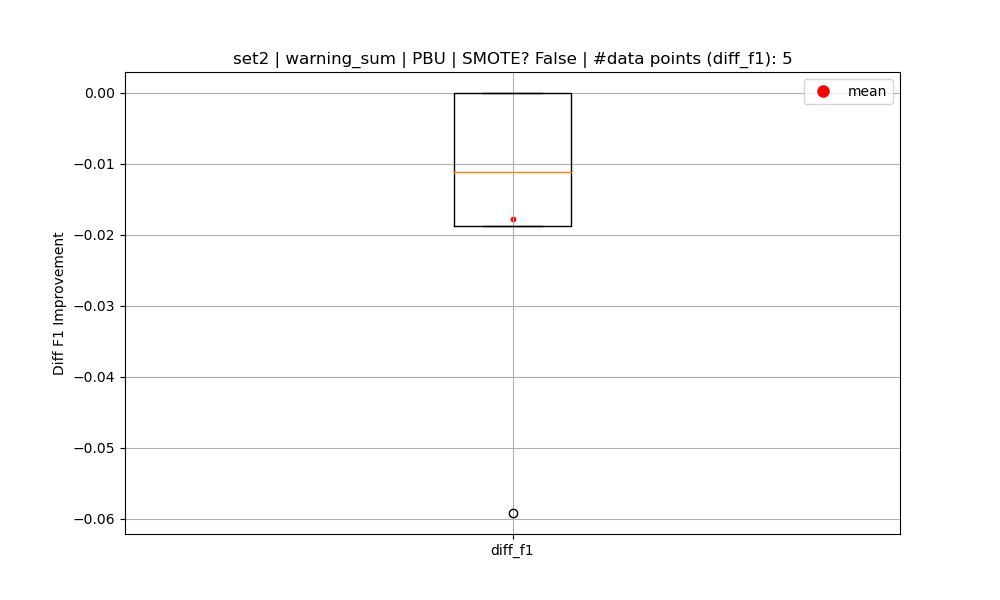 set2 | warning_sum | PBU | SMOTE? False | #data points (diff_f1): 5
mean
0.00
−0.01
−0.02
−0.03
−0.04
−0.05
−0.06
Diff F1 Improvement
diff_f1